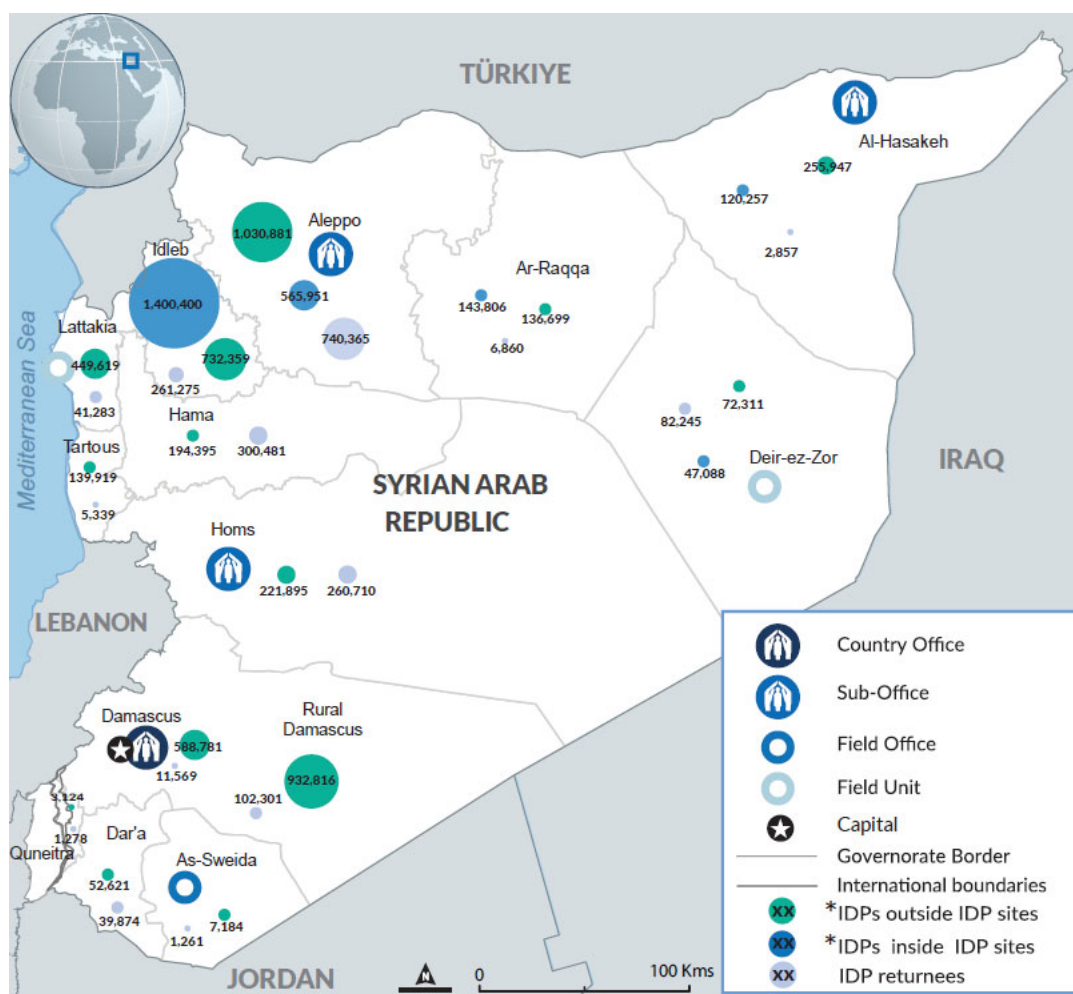 TÜRKIYE
Al-Hasakeh
255,947
120,257
2,857
Aleppo
1,030,881
565,951
740,365
Idleb
1,400,400
732,359
261,275
Ar-Raqqa
143,806
136,699
6,860
Lattakia
449,619
41,283
Mediterranean Sea
Hama
194,395
300,481
Tartous
139,919
5,339
72,311
82,245
47,088
Deir-ez-Zor
IRAQ
SYRIAN ARAB
REPUBLIC
Homs
221,895
260,710
LEBANON
Damascus
588,781
11,569
Rural
Damascus
932,816
102,301
3,124
1,278
Quneitra
Dar'a
52,621
39,874
As-Sweida
7,184
1,261
JORDAN
N
0
100 Kms
Country Office
Sub-Office
Field Office
Field Unit
Capital
Governorate Border
International boundaries
XX *IDPs outside IDP sites
XX *IDPs inside IDP sites
XX IDP returnees